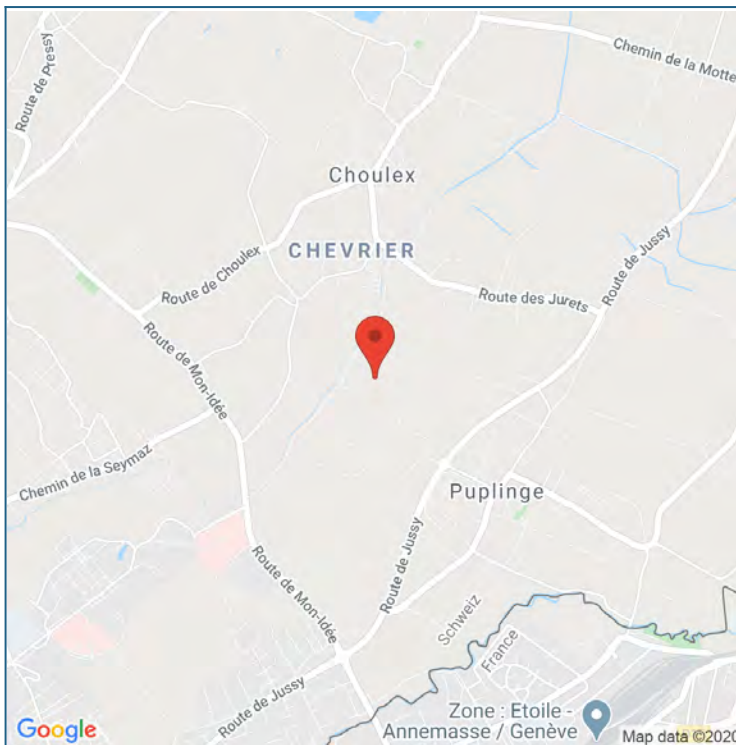 Route de Pressy
Chemin de la Motte
Choulex
CHEVRIER
Route de Choulex
Route de Jussy
Route des Jurets
Route de Mon-Idée
Chemin de la Seymaz
Puplinge
Route de Jussy
Route de Mon-Idée
Schweiz
France
Route de Jussy
Zone : Etoile -
Annemasse / Genève
Google
Map data ©2020